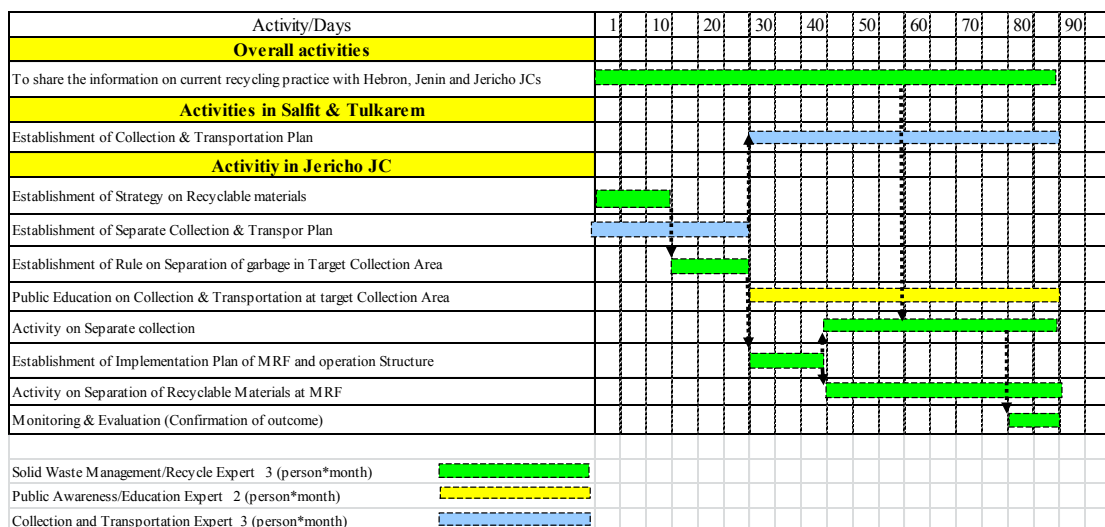 Activity/Days 1 10 20 30 40 50 60 70 80 90
Overall activities
To share the information on current recycling practice with Hebron, Jenin and Jericho JCs
Activities in Salfit & Tulkarem
Establishment of Collection & Transportation Plan
Activitiy in Jericho JC
Establishment of Strategy on Recyclable materials
Establishment of Separate Collection & Transpor Plan
Establishment of Rule on Separation of garbage in Target Collection Area
Public Education on Collection & Transportation at target Collection Area
Activity on Separate collection
Establishment of Implementation Plan of MRF and operation Structure
Activity on Separation of Recyclable Materials at MRF
Monitoring & Evaluation (Confirmation of outcome)
Solid Waste Management/Recycle Expert 3 (person*month)
Public Awareness/Education Expert 2 (person*month)
Collection and Transportation Expert 3 (person*month)